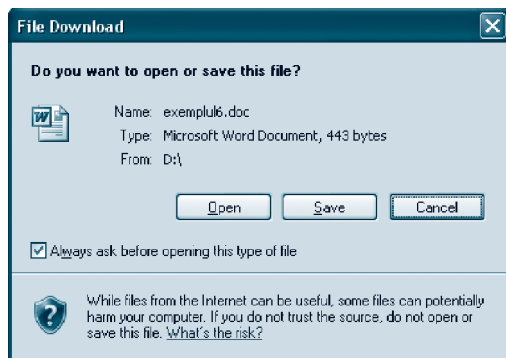 File Download
Do you want to open or save this file?
Name: exemplul6.doc
Type: Microsoft Word Document, 443 bytes
From: D:\
Open Save Cancel
Always ask before opening this type of file
While files from the Internet can be useful, some files can potentially
harm your computer. If you do not trust the source, do not open or
save this file. What's the risk?